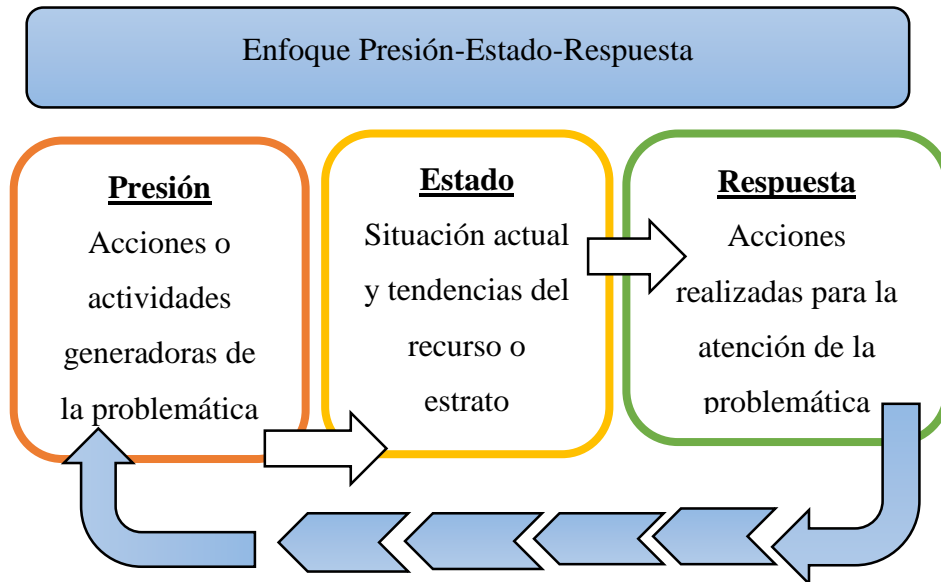 Enfoque Presión-Estado-Respuesta
Presión
Acciones o
actividades
generadoras de
la problemática
Estado
Situación actual
y tendencias del
recurso o
estrato
Respuesta
Acciones
realizadas para la
atención de la
problemática